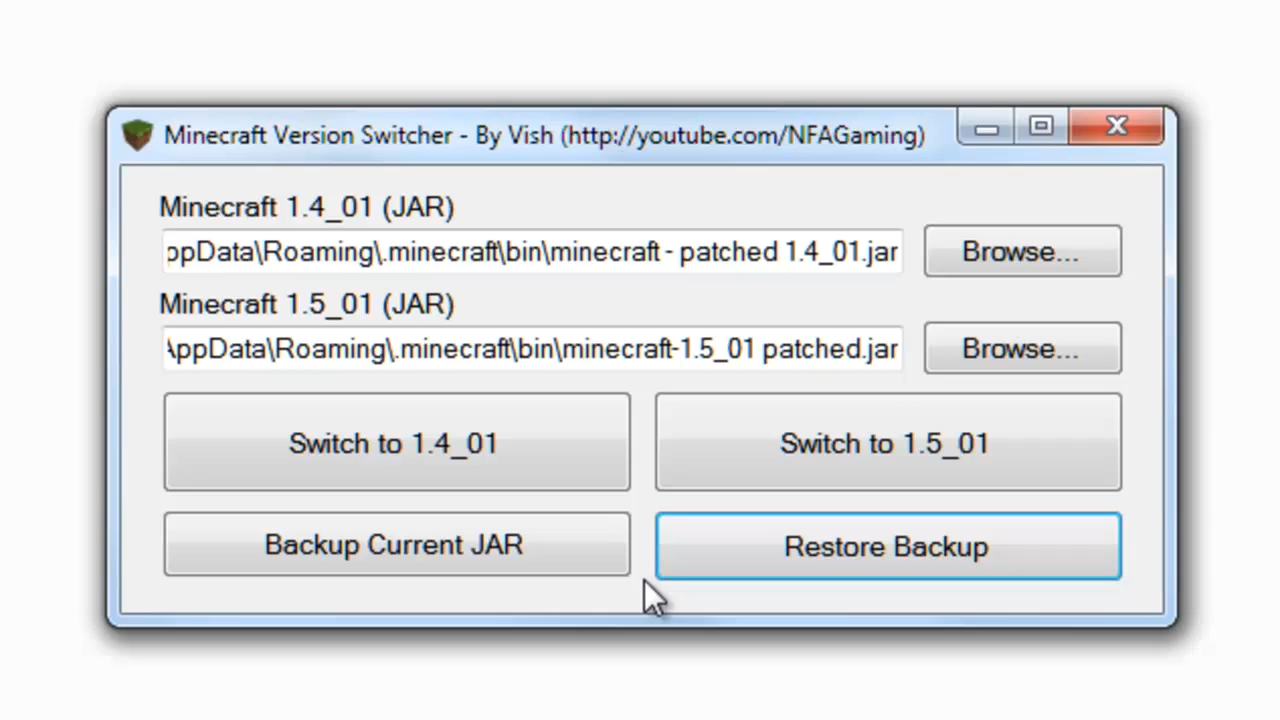 Minecraft Version Switcher - By Vish (http://youtube.com/NFAGaming)
Minecraft 1.4_01 (JAR)
ppData\Roaming\.minecraft\bin\minecraft - patched 1.4_01.jar Browse...
Minecraft 1.5_01 (JAR)
AppData\Roaming\.minecraft\bin\minecraft-1.5_01 patched.jar Browse...
Switch to 1.4_01 Switch to 1.5_01
Backup Current JAR Restore Backup